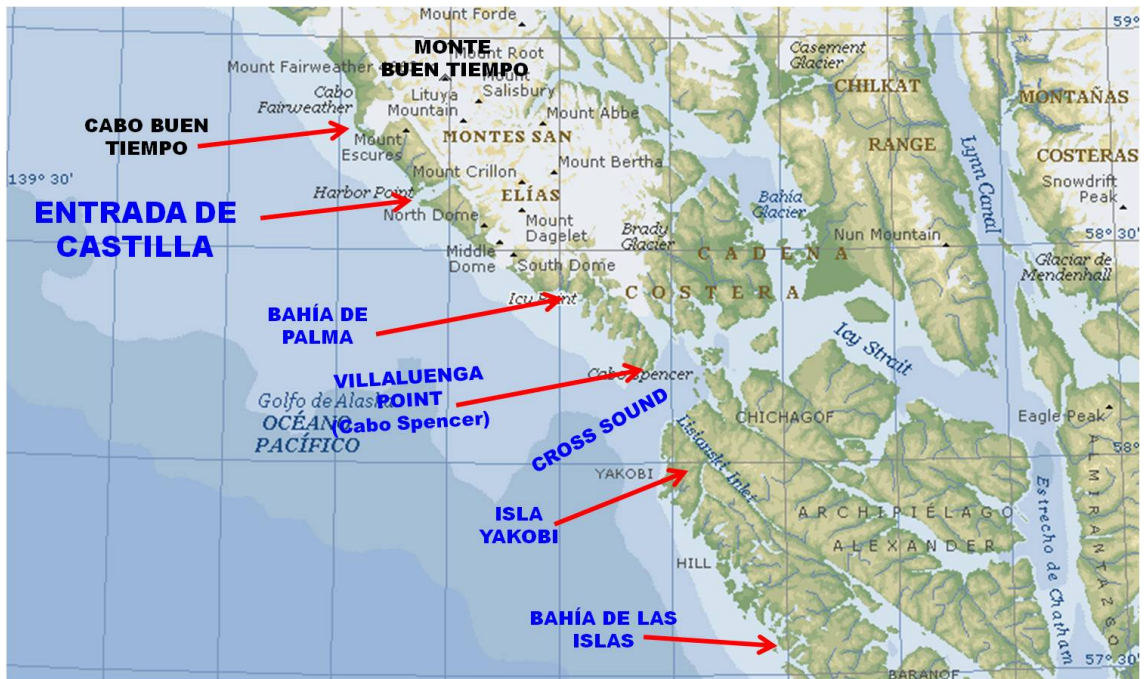 Mount Forde
59°
MONTE
BUEN TIEMPO
Mount Root
Mount Fairweather
Mount
Salisbury
Casement
Glacier
Cabo
Fairweather
Lituya
Mountain
Mount Abbe
CHILKAT
RANGE
MONTAÑAS
COSTERAS
CABO BUEN
TIEMPO
Mount
Escures
MONTES SAN
ELÍAS
Mount Bertha
Mount Crillon
Lynn Canal
Snowdrift
Peak
139° 30'
Harbor Point
ENTRADA DE
CASTILLA
North Dome
Mount
Dagelet
Bahía
Glacier
Brady
Glacier
Nun Mountain
58° 30'
Middle
Dome
South Dome
CADENA
COSTERA
Glaciar de
Mendenhall
Icy Point
BAHÍA DE
PALMA
Icy Strait
VILLALUENGA
POINT
(Cabo Spencer)
Cabo Spencer
Golfo de Alaska
OCÉANO
PACÍFICO
CROSS SOUND
CHICHAGOF
Eagle Peak
Lisianski Inlet
58°
YAKOBI
ISLA
YAKOBI
ARCHIPIÉLAGO
ALEXANDER
ALMIRANTAZGO
Estrecho de Chatham
HILL
BAHÍA DE LAS
ISLAS
57° 30'
BARANOF